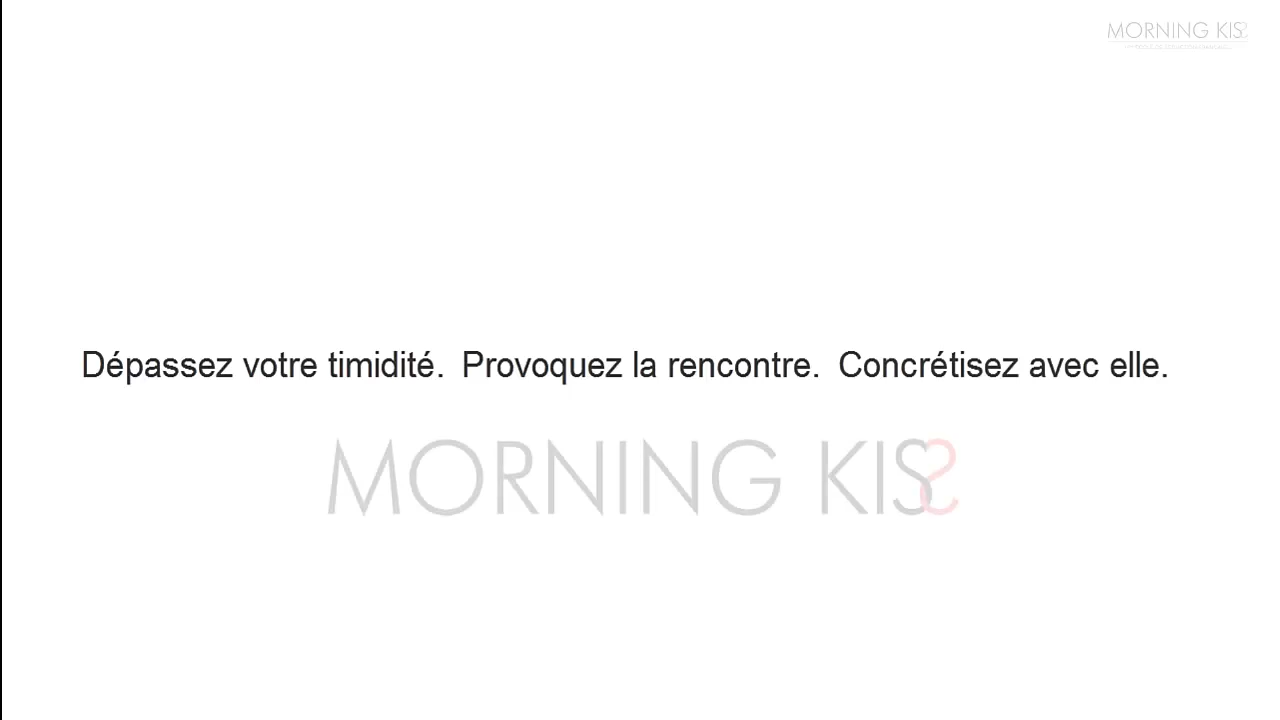 MORNING KISS
Dépassez votre timidité. Provoquez la rencontre. Concrétisez avec elle.
MORNING KISS